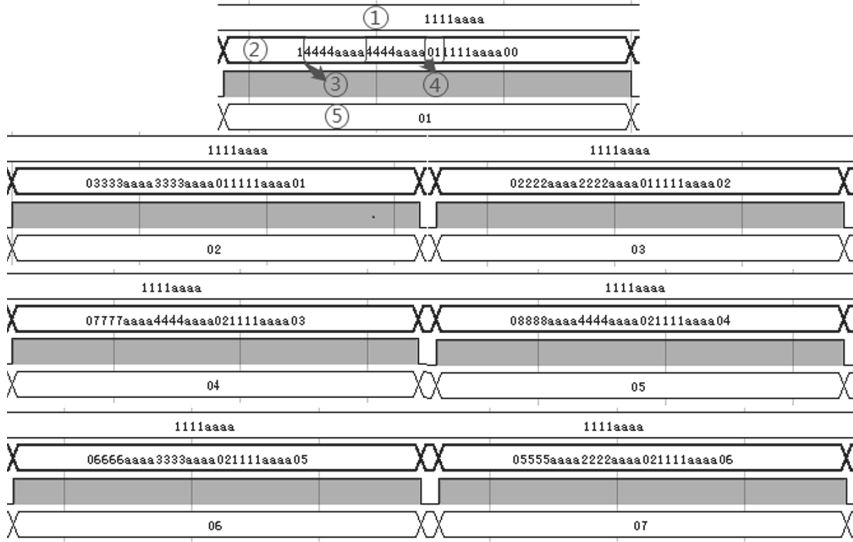 ① 1111aaaa
② 14444aaaa4444aaaa011111aaaa00
③ ④
⑤ 01
1111aaaa 1111aaaa
03333aaaa3333aaaa011111aaaa01 02222aaaa2222aaaa011111aaaa02
02 03
1111aaaa 1111aaaa
07777aaaa4444aaaa021111aaaa03 08888aaaa4444aaaa021111aaaa04
04 05
1111aaaa 1111aaaa
06666aaaa3333aaaa021111aaaa05 05555aaaa2222aaaa021111aaaa06
06 07